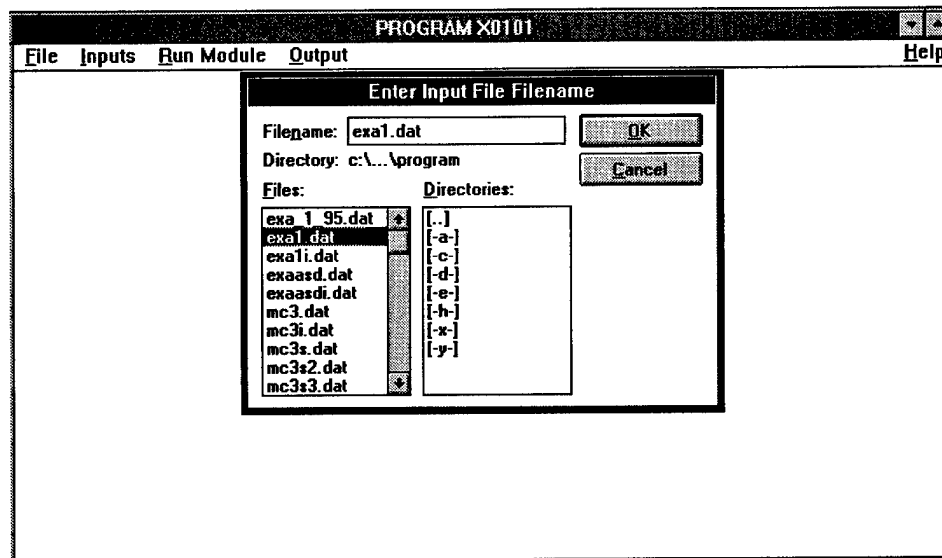 PROGRAM X0101
File Inputs Run Module Output Help
Enter Input File Filename
Filename: exa1.dat OK
Directory: c:\...\program Cancel
Files: Directories:
exa_1_95.dat [..]
exa1.dat [-a-]
exa1i.dat [-c-]
exaasd.dat [-d-]
exaasdi.dat [-e-]
mc3.dat [-h-]
mc3i.dat [-x-]
mc3s.dat [-y-]
mc3s2.dat
mc3s3.dat